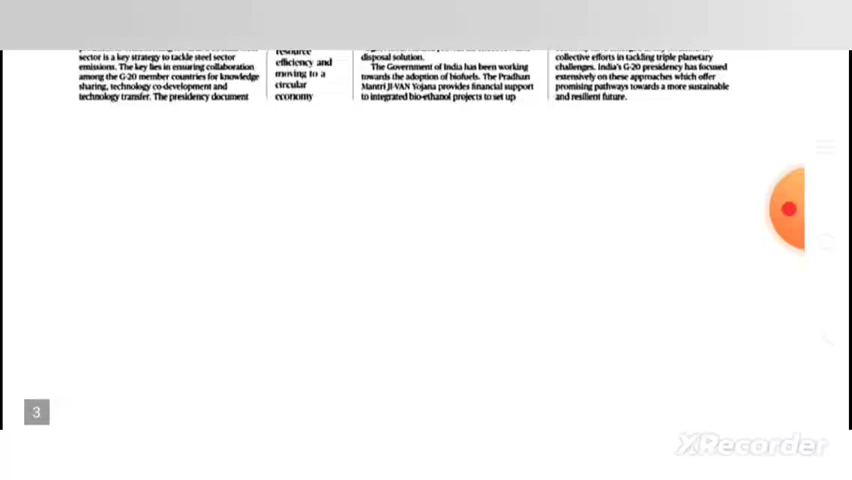 sector is a key strategy to tackle steel sector
emissions. The key lies in ensuring collaboration
among the G-20 member countries for knowledge
sharing, technology co-development and
technology transfer. The presidency document
resource
efficiency and
moving to a
circular
economy
disposal solution.
The Government of India has been working
towards the adoption of biofuels. The Pradhan
Mantri JI-VAN Yojana provides financial support
to integrated bio-ethanol projects to set up
collective efforts in tackling triple planetary
challenges. India's G-20 presidency has focused
extensively on these approaches which offer
promising pathways towards a more sustainable
and resilient future.
3
XRecorder